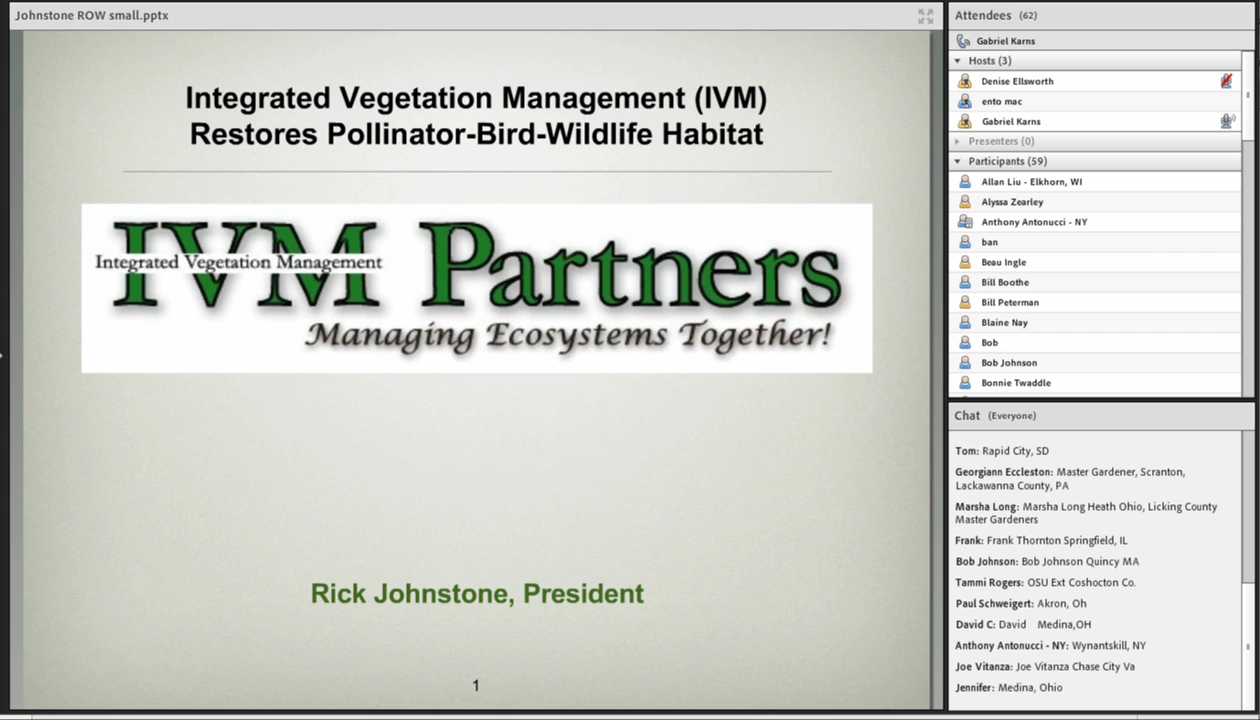 Johnstone ROW small.pptx
Integrated Vegetation Management (IVM)
Restores Pollinator-Bird-Wildlife Habitat
IVM Partners
Integrated Vegetation Management
Managing Ecosystems Together!
Rick Johnstone, President
1
Attendees (62)
Gabriel Karns
Hosts (3)
Denise Ellsworth
ento mac
Gabriel Karns
Presenters (0)
Participants (59)
Allan Liu - Elkhorn, WI
Alyssa Zearley
Anthony Antonucci - NY
ban
Beau Ingle
Bill Boothe
Bill Peterman
Blaine Nay
Bob
Bob Johnson
Bonnie Twaddle
Chat (Everyone)
Tom: Rapid City, SD
Georgiann Eccleston: Master Gardener, Scranton,
Lackawanna County, PA
Marsha Long: Marsha Long Heath Ohio, Licking County
Master Gardeners
Frank: Frank Thornton Springfield, IL
Bob Johnson: Bob Johnson Quincy MA
Tammi Rogers: OSU Ext Coshocton Co.
Paul Schweigert: Akron, Oh
David C: David Medina,OH
Anthony Antonucci - NY: Wynantskill, NY
Joe Vitanza: Joe Vitanza Chase City Va
Jennifer: Medina, Ohio